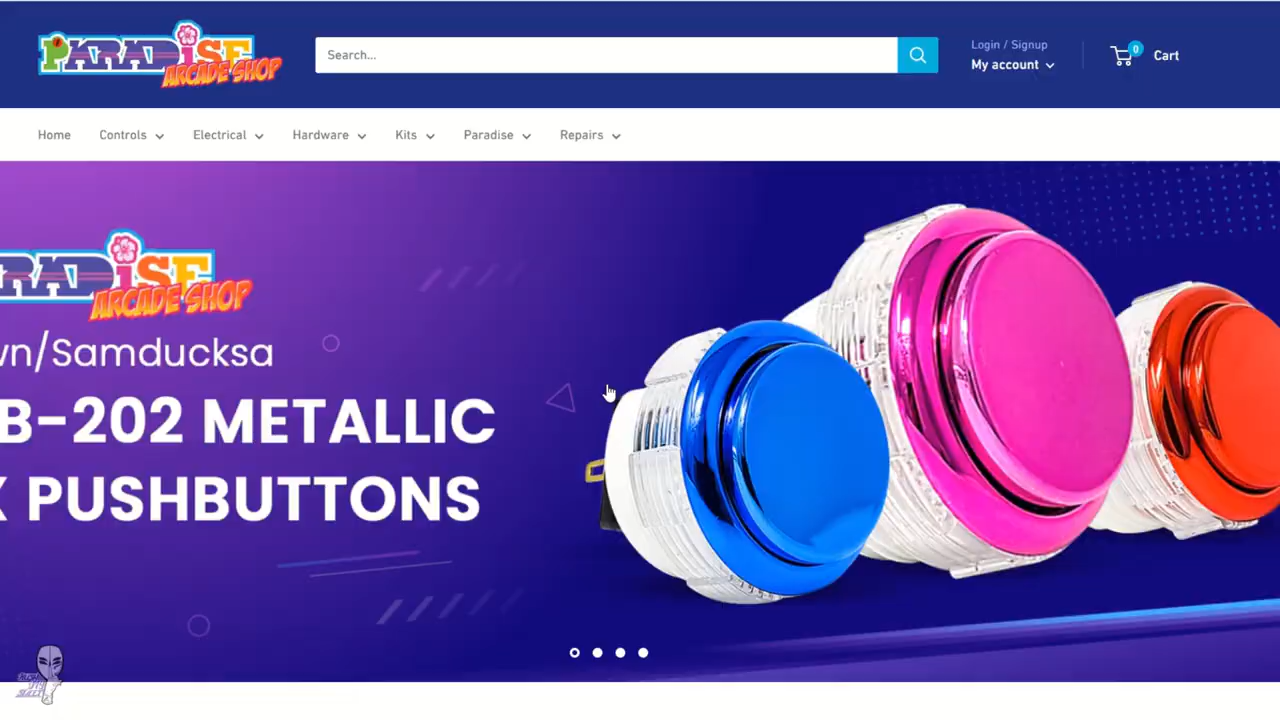 PARADISE
ARCADE SHOP
Search...
Login / Signup
My account
0
Cart
Home
Controls
Electrical
Hardware
Kits
Paradise
Repairs
RADISE
ARCADE SHOP
wn/Samducksa
B-202 METALLIC
X PUSHBUTTONS